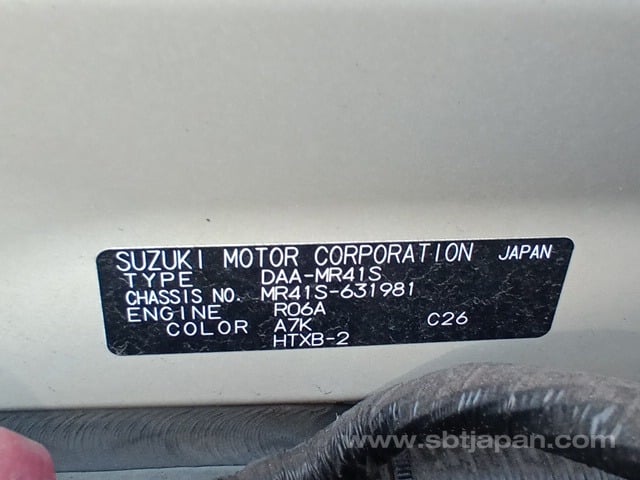 SUZUKI MOTOR CORPORATION JAPAN
TYPE DAA-MR41S
CHASSIS NO. MR41S-631981
ENGINE R06A
COLOR A7K C26
HTXB-2
www.sbtjapan.com